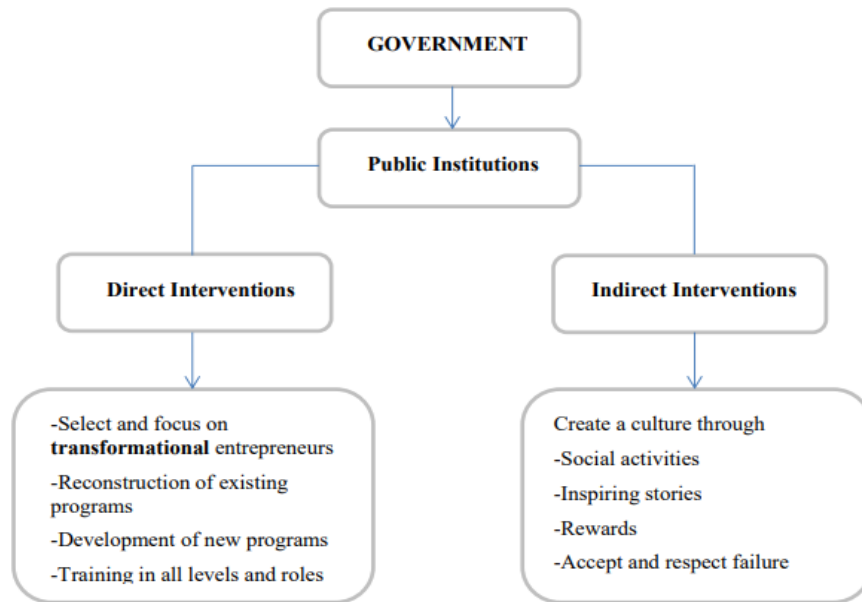 GOVERNMENT
Public Institutions
Direct Interventions
Indirect Interventions
-Select and focus on
transformational entrepreneurs
-Reconstruction of existing
programs
-Development of new programs
-Training in all levels and roles
Create a culture through
-Social activities
-Inspiring stories
-Rewards
-Accept and respect failure